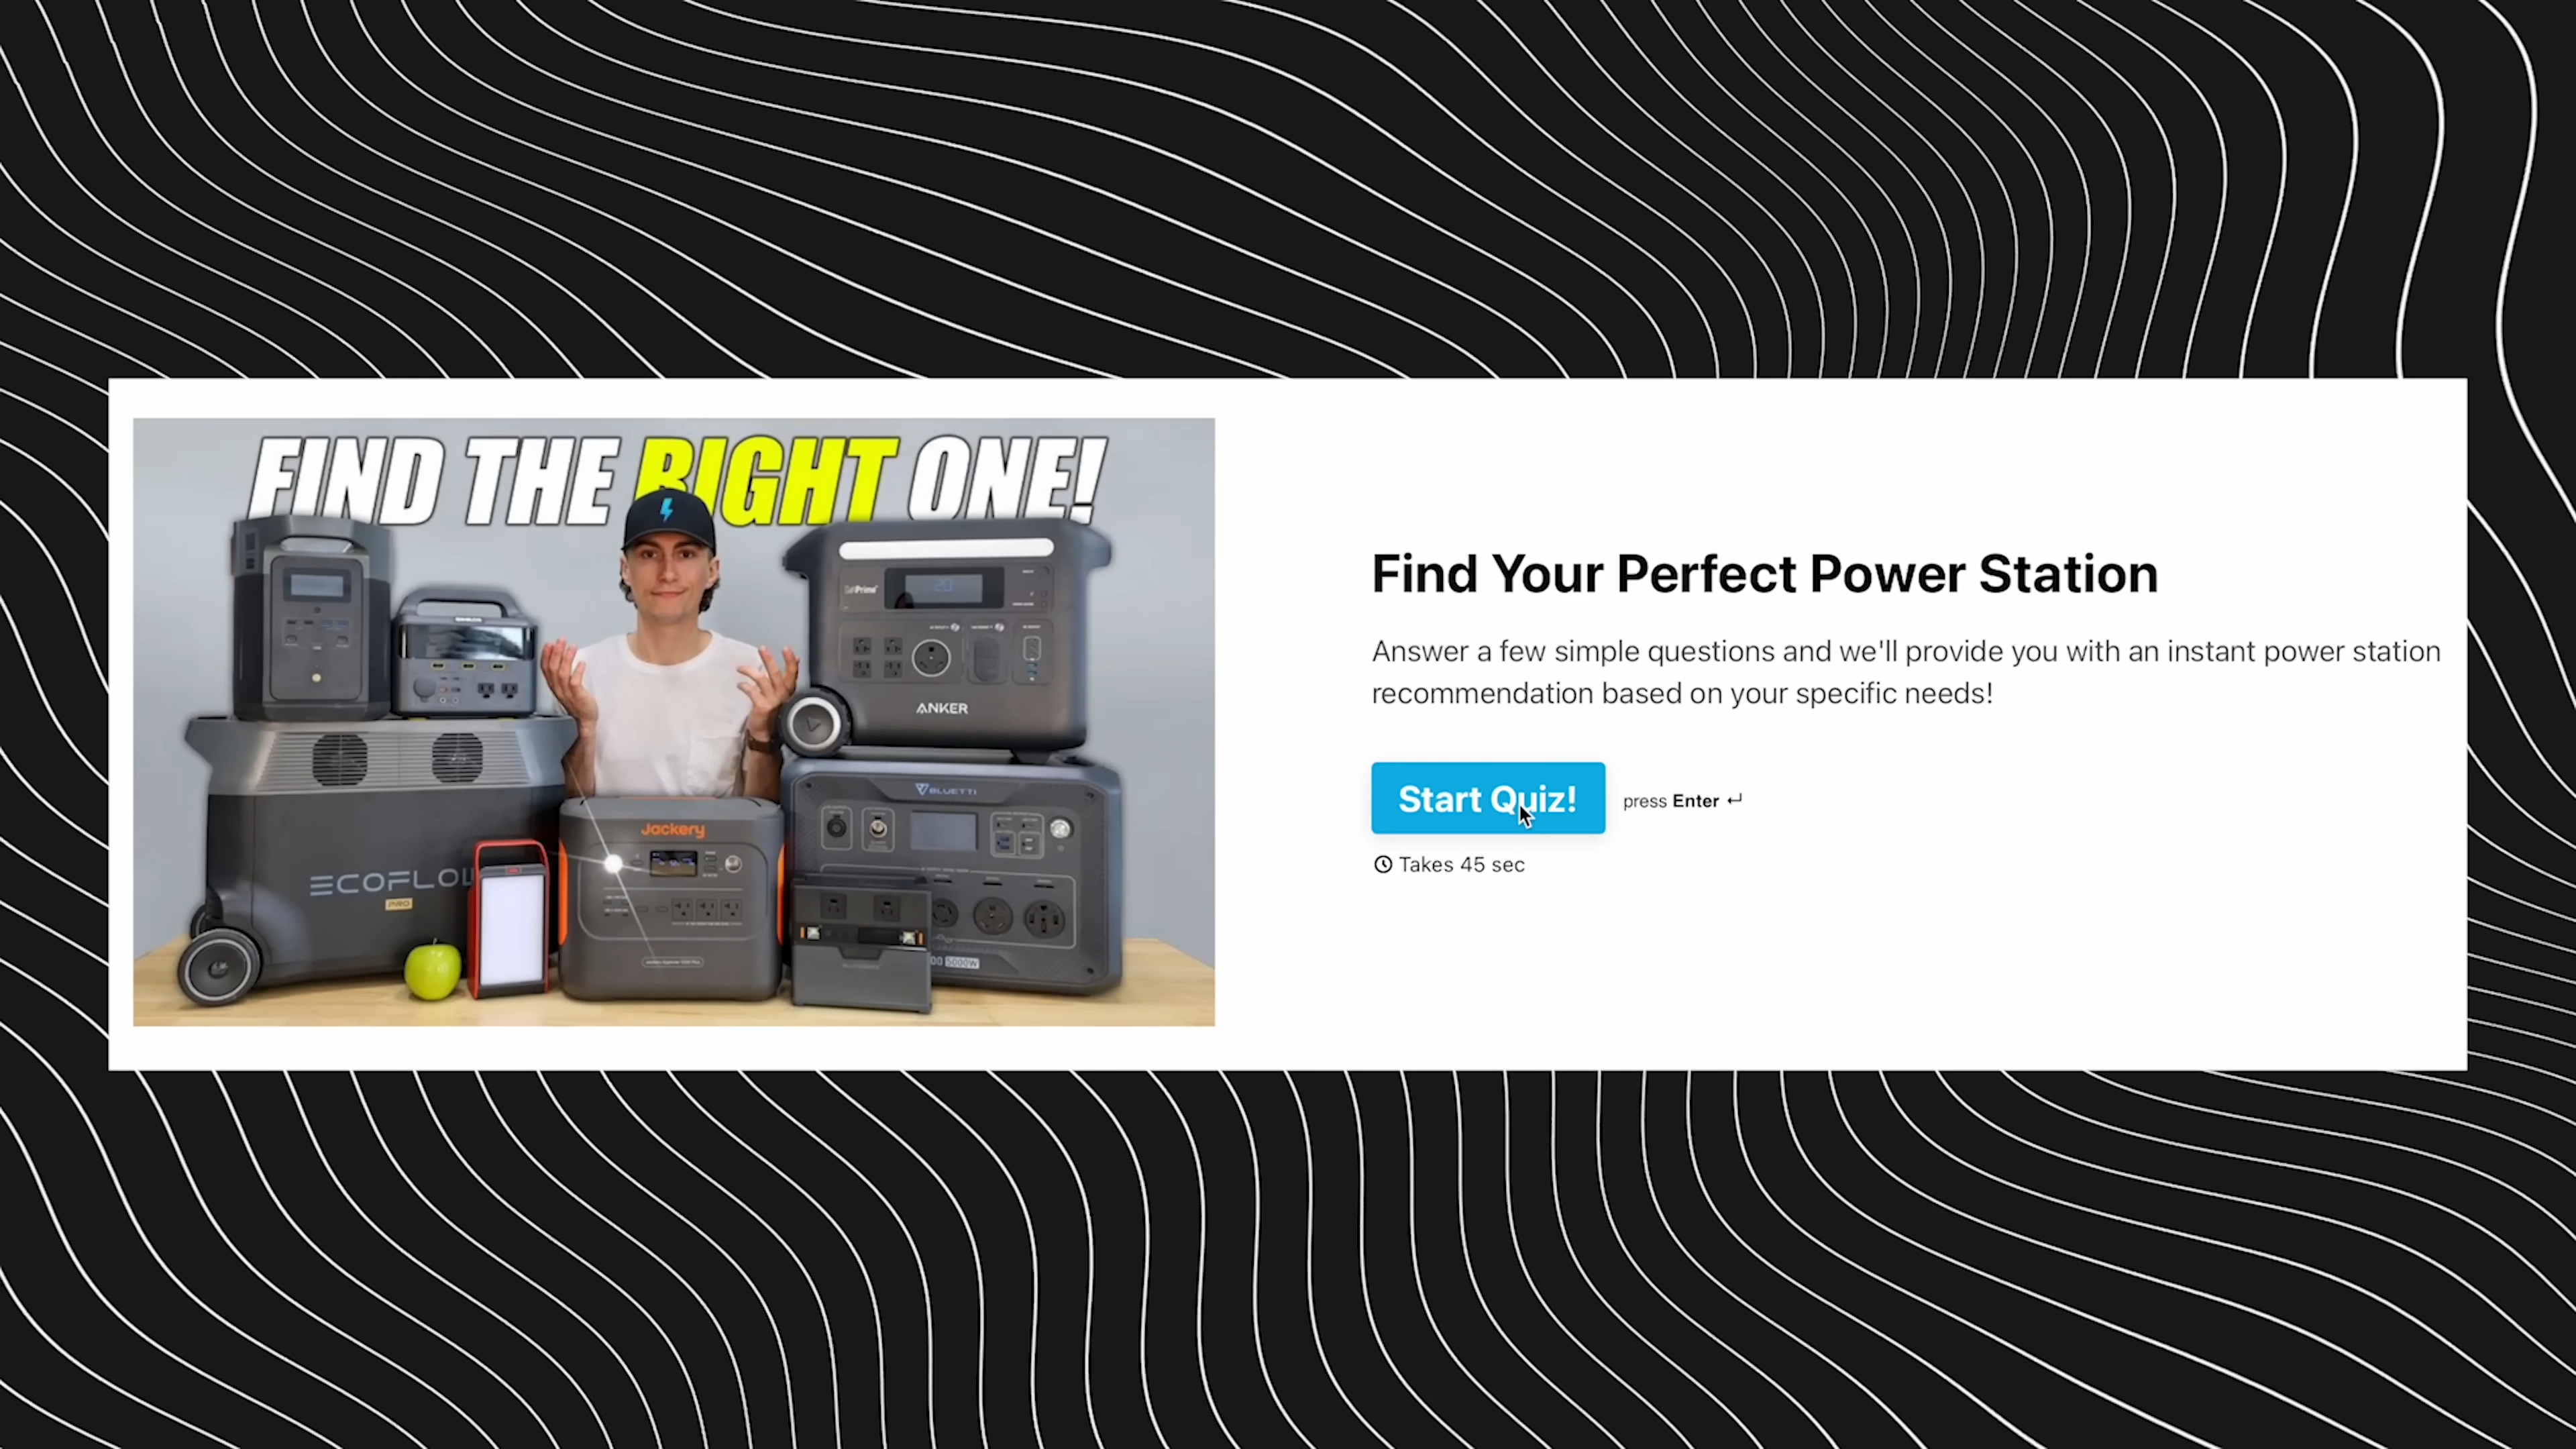 FIND THE RIGHT ONE!
ANKER
BLUETTI
Jackery
ECOFLOW
PRO
5000W
Find Your Perfect Power Station
Answer a few simple questions and we'll provide you with an instant power station
recommendation based on your specific needs!
Start Quiz!
press Enter ↵
Takes 45 sec